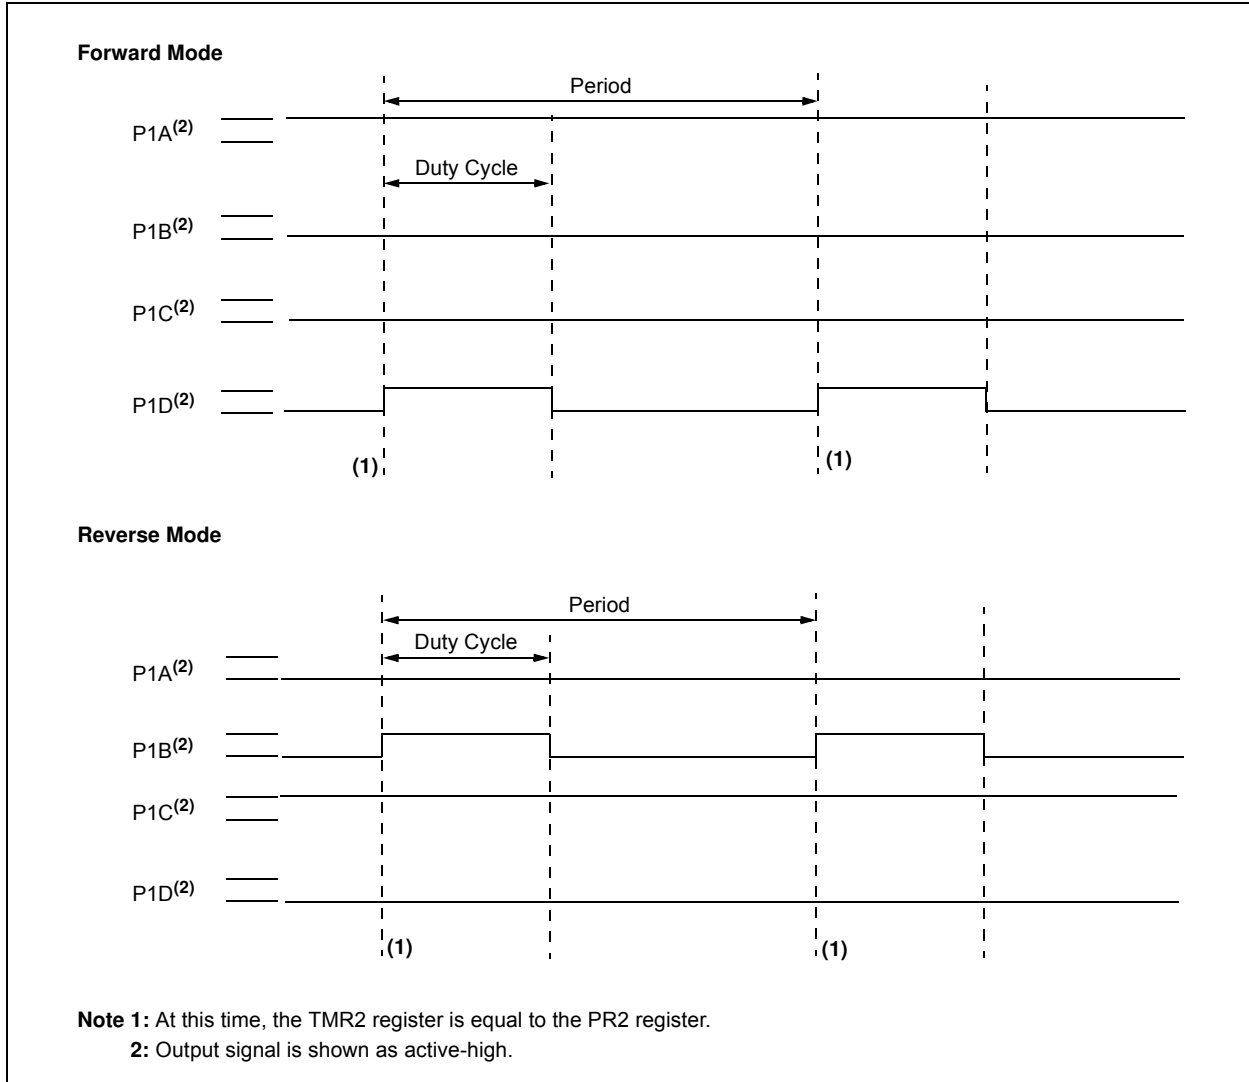 Forward Mode
Period
P1A(2)
Duty Cycle
P1B(2)
P1C(2)
P1D(2)
(1)
(1)
Reverse Mode
Period
Duty Cycle
P1A(2)
P1B(2)
P1C(2)
P1D(2)
(1)
(1)
Note 1: At this time, the TMR2 register is equal to the PR2 register.
2: Output signal is shown as active-high.